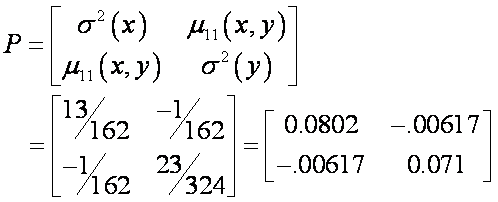 P = [ σ²(x)  μ₁₁(x, y)
μ₁₁(x, y)  σ²(y) ]
= [ 13/162  -1/162
-1/162  23/324 ] = [ 0.0802  -.00617
-.00617  0.071 ]